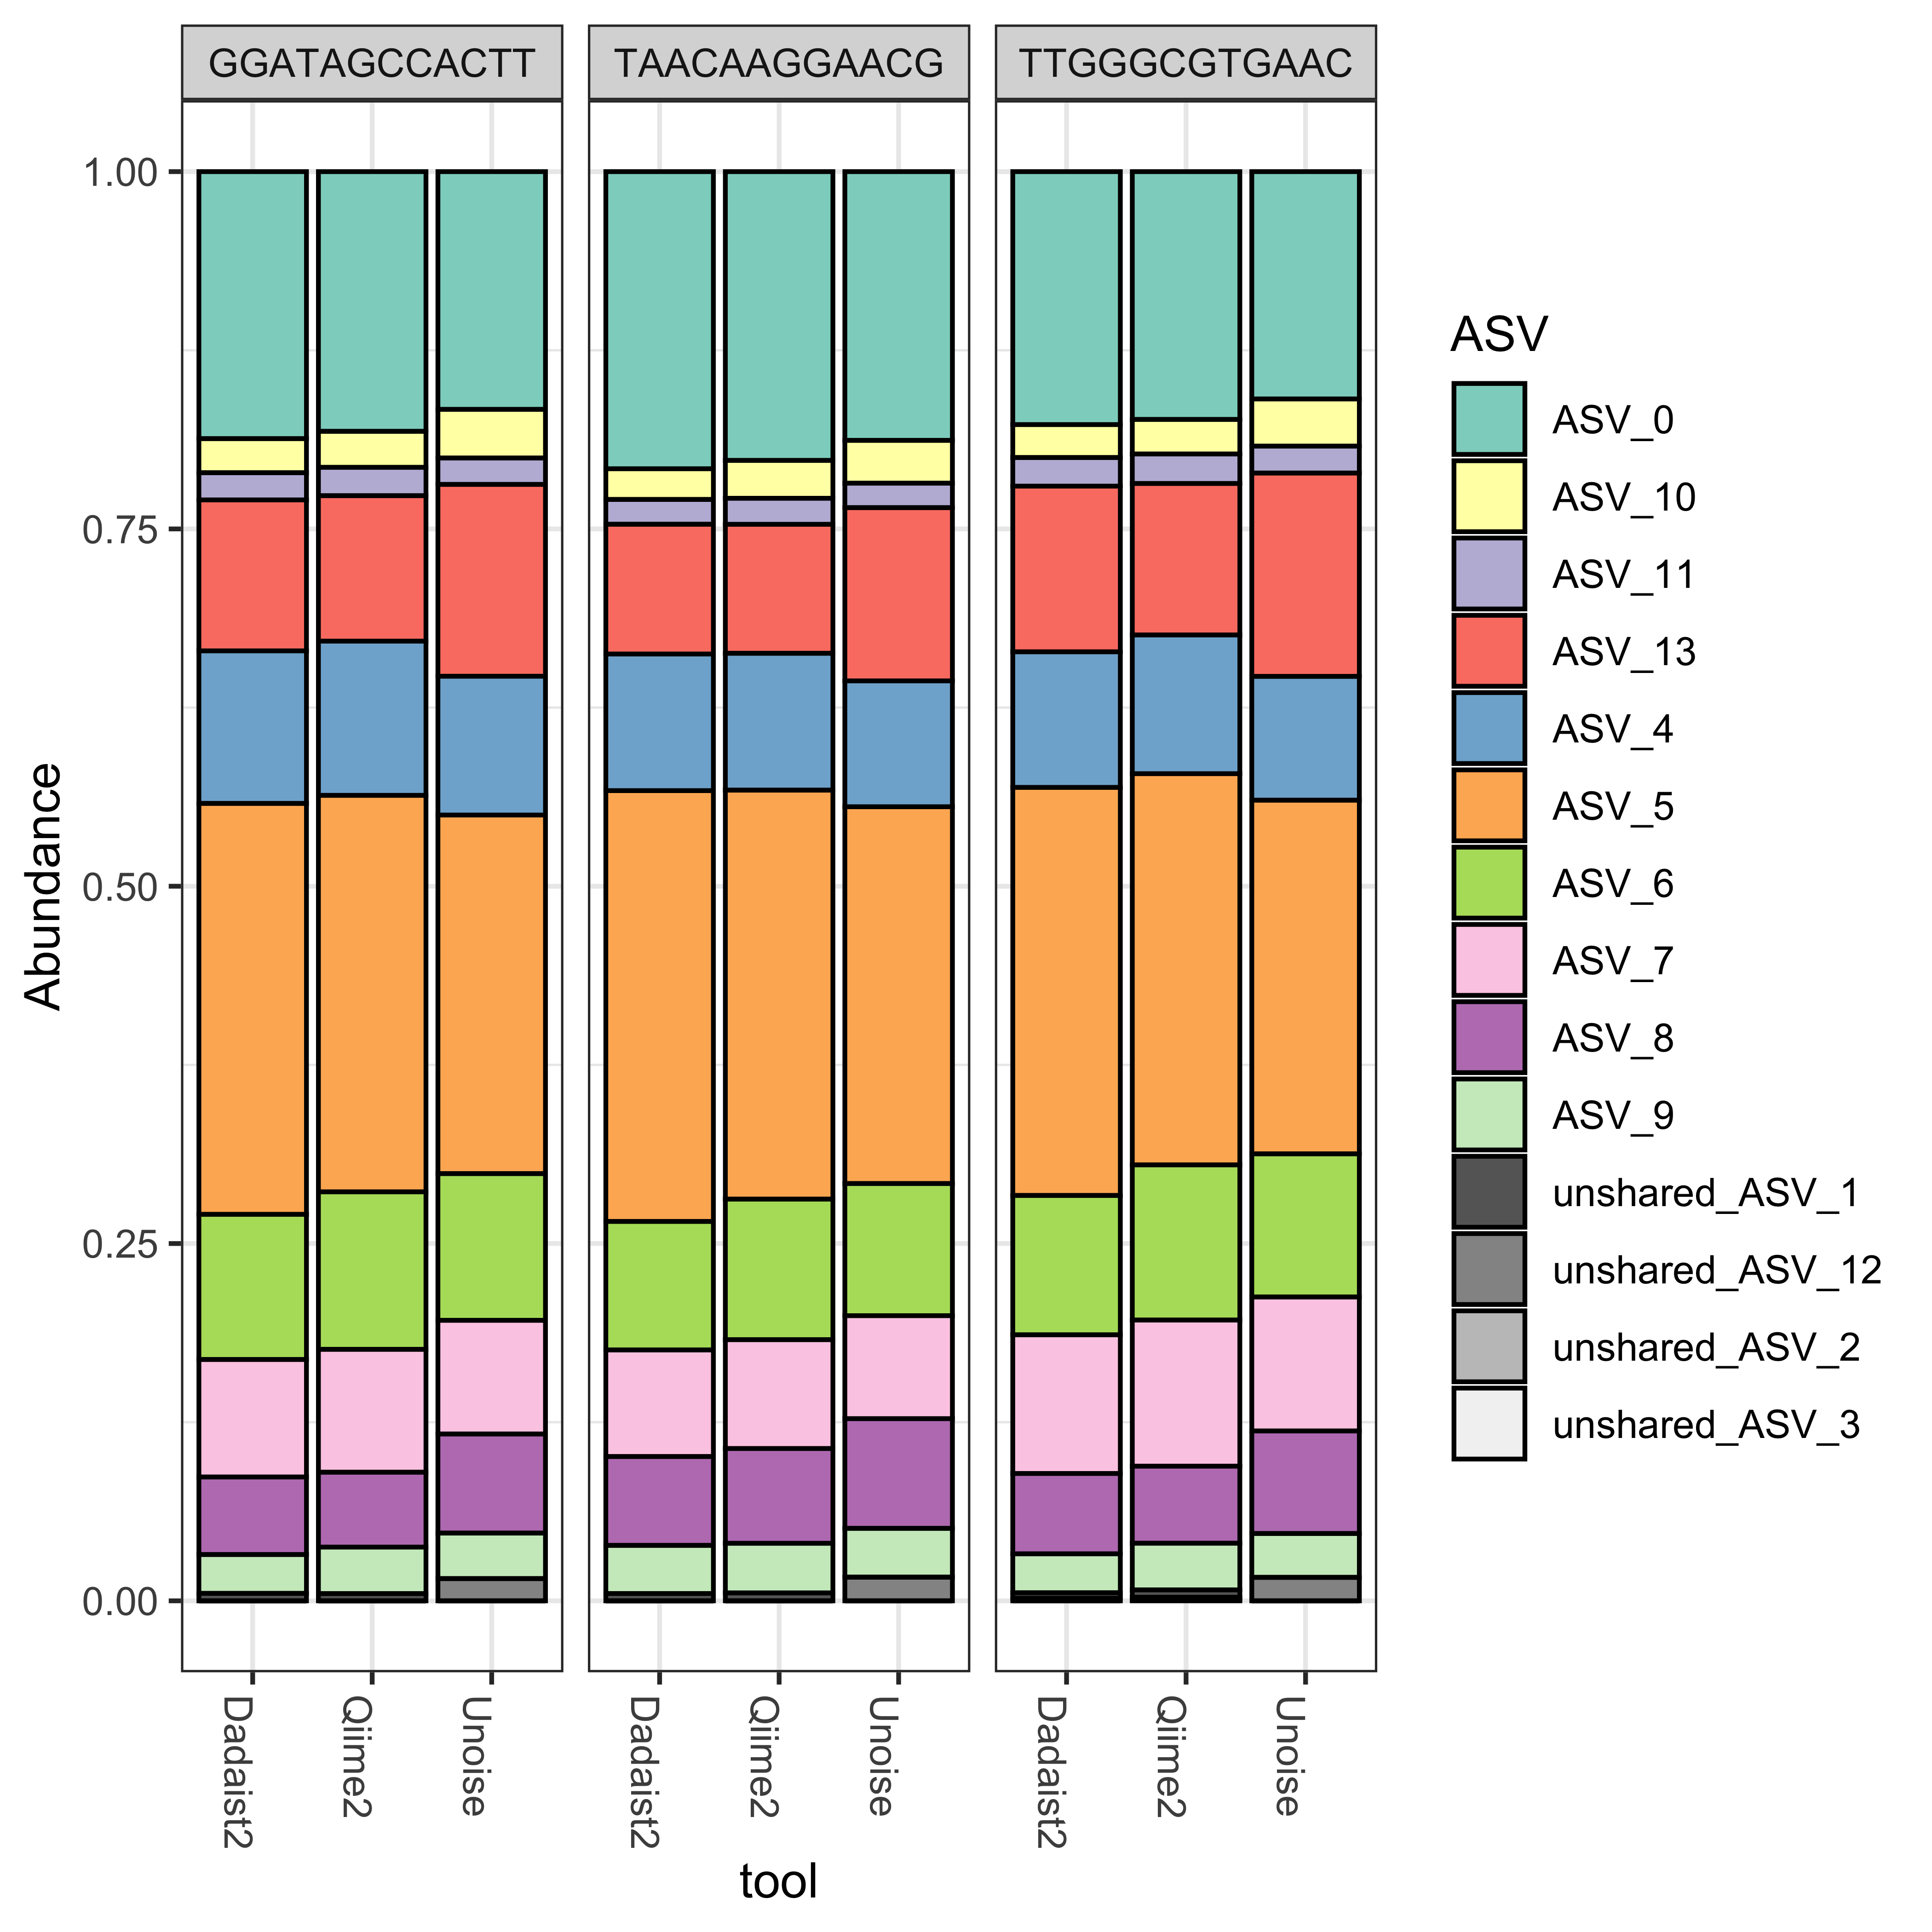 GGATAGCCACTT TAACAAGGAACG TTGGGCGTGAAC
1.00
0.75
0.50
0.25
0.00
Abundance
Dadaist2 Qiime2 Unoise Dadaist2 Qiime2 Unoise Dadaist2 Qiime2 Unoise
tool
ASV
ASV_0
ASV_10
ASV_11
ASV_13
ASV_4
ASV_5
ASV_6
ASV_7
ASV_8
ASV_9
unshared_ASV_1
unshared_ASV_12
unshared_ASV_2
unshared_ASV_3